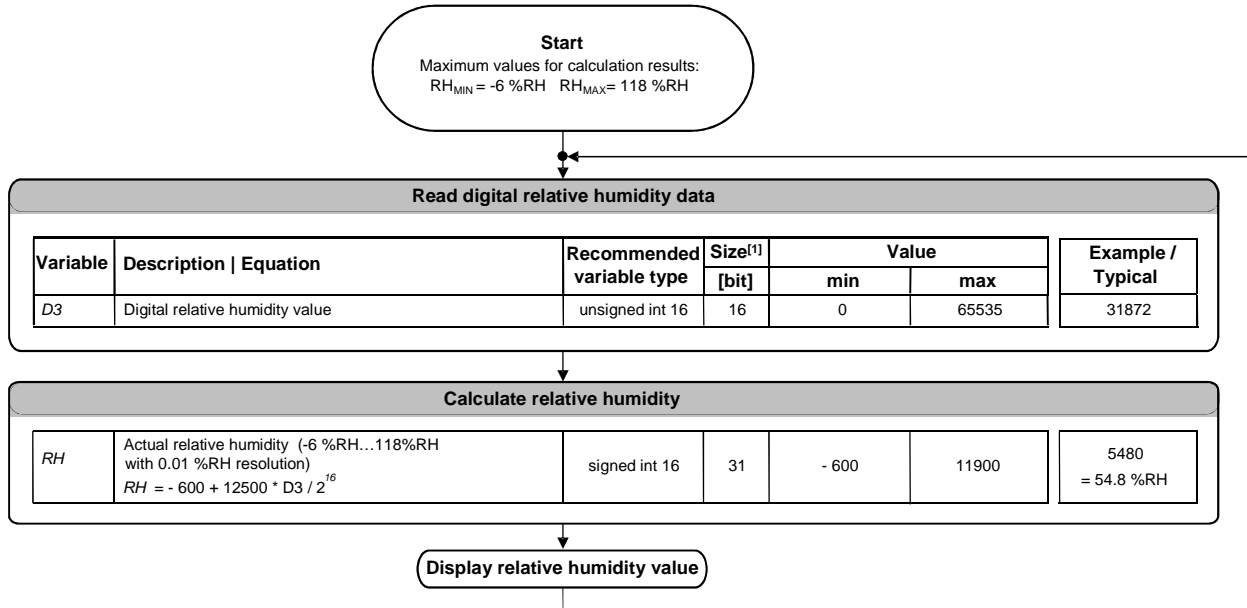 Start
Maximum values for calculation results:
RHMIN = -6 %RH RHMAX= 118 %RH
Read digital relative humidity data
Variable Description | Equation Recommended variable type Size[1] [bit] Value min max Example / Typical
D3 Digital relative humidity value unsigned int 16 16 0 65535 31872
Calculate relative humidity
RH
Actual relative humidity (-6 %RH…118%RH
with 0.01 %RH resolution)
RH = - 600 + 12500 * D3 / 2^16
signed int 16 31 - 600 11900
5480
= 54.8 %RH
Display relative humidity value